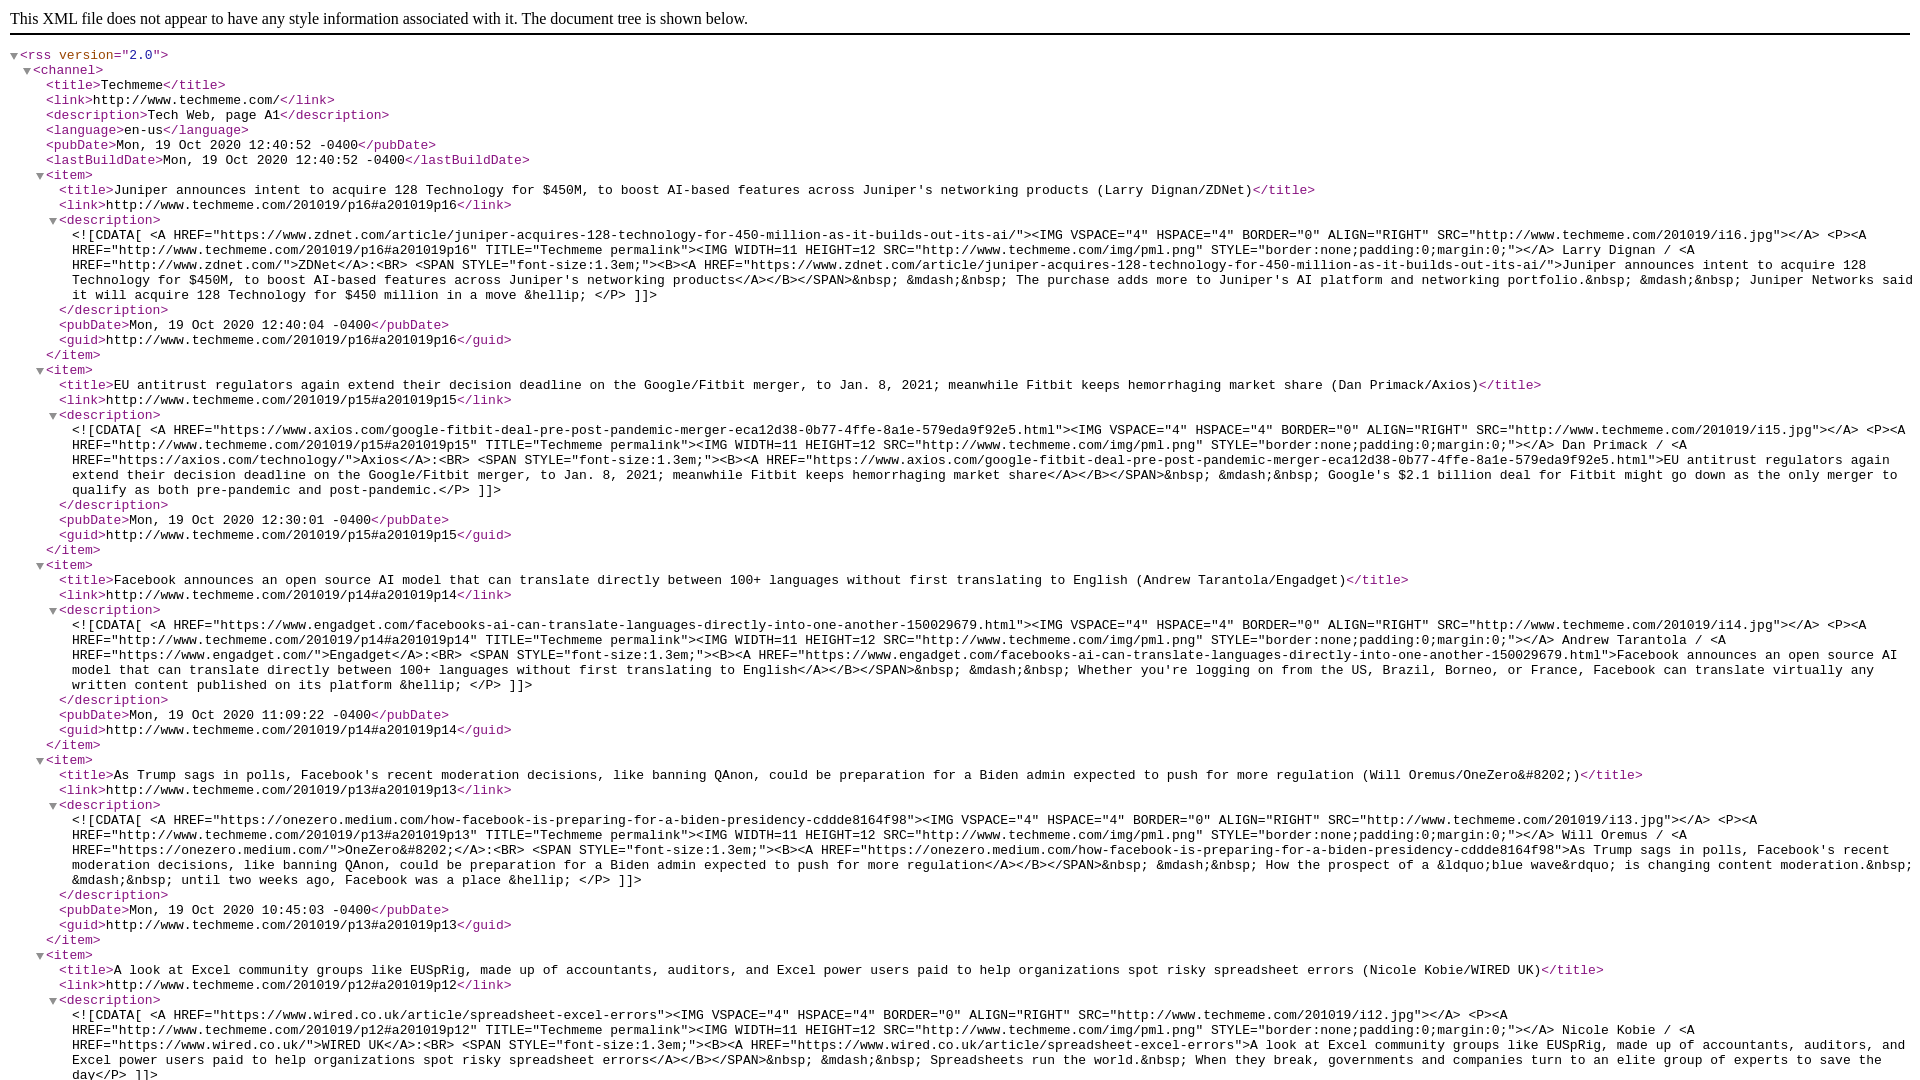 This XML file does not appear to have any style information associated with it. The document tree is shown below.
<rss version="2.0">
<channel>
<title>Techmeme</title>
<link>http://www.techmeme.com/</link>
<description>Tech Web, page A1</description>
<language>en-us</language>
<pubDate>Mon, 19 Oct 2020 12:40:52 -0400</pubDate>
<lastBuildDate>Mon, 19 Oct 2020 12:40:52 -0400</lastBuildDate>
<item>
<title>Juniper announces intent to acquire 128 Technology for $450M, to boost AI-based features across Juniper's networking products (Larry Dignan/ZDNet)</title>
<link>http://www.techmeme.com/201019/p16#a201019p16</link>
<description>
<![CDATA[ <A HREF="https://www.zdnet.com/article/juniper-acquires-128-technology-for-450-million-as-it-builds-out-its-ai/"><IMG VSPACE="4" HSPACE="4" BORDER="0" ALIGN="RIGHT" SRC="http://www.techmeme.com/201019/i16.jpg"></A> <P><A
HREF="http://www.techmeme.com/201019/p16#a201019p16" TITLE="Techmeme permalink"><IMG WIDTH=11 HEIGHT=12 SRC="http://www.techmeme.com/img/pml.png" STYLE="border:none;padding:0;margin:0;"></A> Larry Dignan / <A
HREF="http://www.zdnet.com/">ZDNet</A>:<BR> <SPAN STYLE="font-size:1.3em;"><B><A HREF="https://www.zdnet.com/article/juniper-acquires-128-technology-for-450-million-as-it-builds-out-its-ai/">Juniper announces intent to acquire 128
Technology for $450M, to boost AI-based features across Juniper's networking products</A></B></SPAN>&nbsp; &mdash;&nbsp; The purchase adds more to Juniper's AI platform and networking portfolio.&nbsp; &mdash;&nbsp; Juniper Networks said
it will acquire 128 Technology for $450 million in a move &hellip; </P> ]]>
</description>
<pubDate>Mon, 19 Oct 2020 12:40:04 -0400</pubDate>
<guid>http://www.techmeme.com/201019/p16#a201019p16</guid>
</item>
<item>
<title>EU antitrust regulators again extend their decision deadline on the Google/Fitbit merger, to Jan. 8, 2021; meanwhile Fitbit keeps hemorrhaging market share (Dan Primack/Axios)</title>
<link>http://www.techmeme.com/201019/p15#a201019p15</link>
<description>
<![CDATA[ <A HREF="https://www.axios.com/google-fitbit-deal-pre-post-pandemic-merger-eca12d38-0b77-4ffe-8a1e-579eda9f92e5.html"><IMG VSPACE="4" HSPACE="4" BORDER="0" ALIGN="RIGHT" SRC="http://www.techmeme.com/201019/i15.jpg"></A> <P><A
HREF="http://www.techmeme.com/201019/p15#a201019p15" TITLE="Techmeme permalink"><IMG WIDTH=11 HEIGHT=12 SRC="http://www.techmeme.com/img/pml.png" STYLE="border:none;padding:0;margin:0;"></A> Dan Primack / <A
HREF="https://axios.com/technology/">Axios</A>:<BR> <SPAN STYLE="font-size:1.3em;"><B><A HREF="https://www.axios.com/google-fitbit-deal-pre-post-pandemic-merger-eca12d38-0b77-4ffe-8a1e-579eda9f92e5.html">EU antitrust regulators again
extend their decision deadline on the Google/Fitbit merger, to Jan. 8, 2021; meanwhile Fitbit keeps hemorrhaging market share</A></B></SPAN>&nbsp; &mdash;&nbsp; Google's $2.1 billion deal for Fitbit might go down as the only merger to
qualify as both pre-pandemic and post-pandemic.</P> ]]>
</description>
<pubDate>Mon, 19 Oct 2020 12:30:01 -0400</pubDate>
<guid>http://www.techmeme.com/201019/p15#a201019p15</guid>
</item>
<item>
<title>Facebook announces an open source AI model that can translate directly between 100+ languages without first translating to English (Andrew Tarantola/Engadget)</title>
<link>http://www.techmeme.com/201019/p14#a201019p14</link>
<description>
<![CDATA[ <A HREF="https://www.engadget.com/facebooks-ai-can-translate-languages-directly-into-one-another-150029679.html"><IMG VSPACE="4" HSPACE="4" BORDER="0" ALIGN="RIGHT" SRC="http://www.techmeme.com/201019/i14.jpg"></A> <P><A
HREF="http://www.techmeme.com/201019/p14#a201019p14" TITLE="Techmeme permalink"><IMG WIDTH=11 HEIGHT=12 SRC="http://www.techmeme.com/img/pml.png" STYLE="border:none;padding:0;margin:0;"></A> Andrew Tarantola / <A
HREF="https://www.engadget.com/">Engadget</A>:<BR> <SPAN STYLE="font-size:1.3em;"><B><A HREF="https://www.engadget.com/facebooks-ai-can-translate-languages-directly-into-one-another-150029679.html">Facebook announces an open source AI
model that can translate directly between 100+ languages without first translating to English</A></B></SPAN>&nbsp; &mdash;&nbsp; Whether you're logging on from the US, Brazil, Borneo, or France, Facebook can translate virtually any
written content published on its platform &hellip; </P> ]]>
</description>
<pubDate>Mon, 19 Oct 2020 11:09:22 -0400</pubDate>
<guid>http://www.techmeme.com/201019/p14#a201019p14</guid>
</item>
<item>
<title>As Trump sags in polls, Facebook's recent moderation decisions, like banning QAnon, could be preparation for a Biden admin expected to push for more regulation (Will Oremus/OneZero&#8202;)</title>
<link>http://www.techmeme.com/201019/p13#a201019p13</link>
<description>
<![CDATA[ <A HREF="https://onezero.medium.com/how-facebook-is-preparing-for-a-biden-presidency-cddde8164f98"><IMG VSPACE="4" HSPACE="4" BORDER="0" ALIGN="RIGHT" SRC="http://www.techmeme.com/201019/i13.jpg"></A> <P><A
HREF="http://www.techmeme.com/201019/p13#a201019p13" TITLE="Techmeme permalink"><IMG WIDTH=11 HEIGHT=12 SRC="http://www.techmeme.com/img/pml.png" STYLE="border:none;padding:0;margin:0;"></A> Will Oremus / <A
HREF="https://onezero.medium.com/">OneZero&#8202;</A>:<BR> <SPAN STYLE="font-size:1.3em;"><B><A HREF="https://onezero.medium.com/how-facebook-is-preparing-for-a-biden-presidency-cddde8164f98">As Trump sags in polls, Facebook's recent
moderation decisions, like banning QAnon, could be preparation for a Biden admin expected to push for more regulation</A></B></SPAN>&nbsp; &mdash;&nbsp; How the prospect of a &ldquo;blue wave&rdquo; is changing content moderation.&nbsp;
&mdash;&nbsp; until two weeks ago, Facebook was a place &hellip; </P> ]]>
</description>
<pubDate>Mon, 19 Oct 2020 10:45:03 -0400</pubDate>
<guid>http://www.techmeme.com/201019/p13#a201019p13</guid>
</item>
<item>
<title>A look at Excel community groups like EUSpRig, made up of accountants, auditors, and Excel power users paid to help organizations spot risky spreadsheet errors (Nicole Kobie/WIRED UK)</title>
<link>http://www.techmeme.com/201019/p12#a201019p12</link>
<description>
<![CDATA[ <A HREF="https://www.wired.co.uk/article/spreadsheet-excel-errors"><IMG VSPACE="4" HSPACE="4" BORDER="0" ALIGN="RIGHT" SRC="http://www.techmeme.com/201019/i12.jpg"></A> <P><A
HREF="http://www.techmeme.com/201019/p12#a201019p12" TITLE="Techmeme permalink"><IMG WIDTH=11 HEIGHT=12 SRC="http://www.techmeme.com/img/pml.png" STYLE="border:none;padding:0;margin:0;"></A> Nicole Kobie / <A
HREF="https://www.wired.co.uk/">WIRED UK</A>:<BR> <SPAN STYLE="font-size:1.3em;"><B><A HREF="https://www.wired.co.uk/article/spreadsheet-excel-errors">A look at Excel community groups like EUSpRig, made up of accountants, auditors, and
Excel power users paid to help organizations spot risky spreadsheet errors</A></B></SPAN>&nbsp; &mdash;&nbsp; Spreadsheets run the world.&nbsp; When they break, governments and companies turn to an elite group of experts to save the
day</P> ]]>